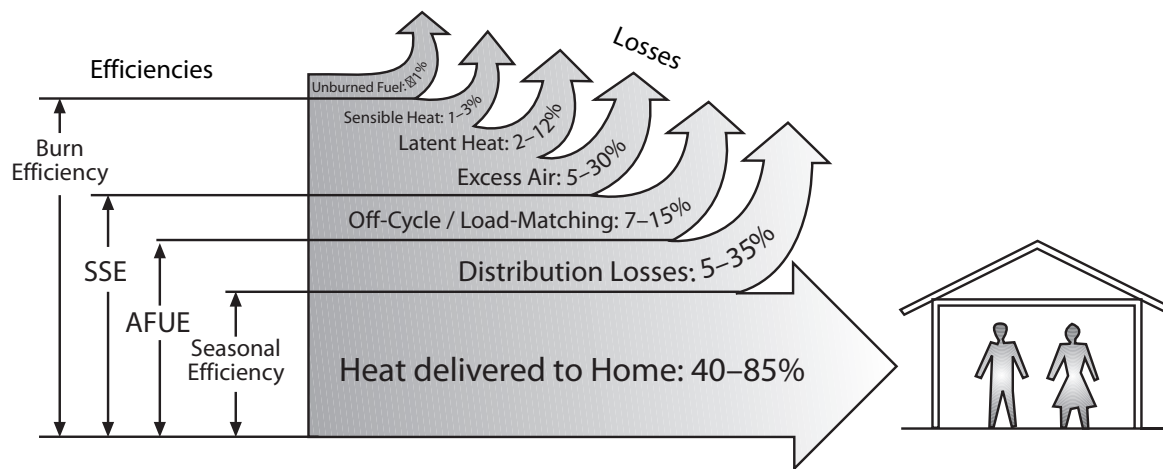 Losses
Efficiencies
Unburned Fuel: 1%
Sensible Heat: 1–3%
Latent Heat: 2–12%
Burn
Efficiency
Excess Air: 5–30%
Off-Cycle / Load-Matching: 7–15%
SSE
Distribution Losses: 5–35%
AFUE
Seasonal
Efficiency
Heat delivered to Home: 40–85%